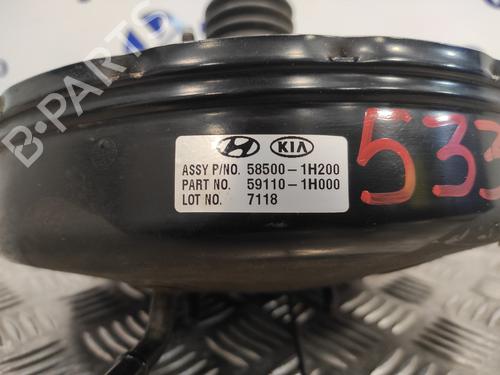 KIA
ASSY P/NO. 58500-1H200
PART NO. 59110-1H000
LOT NO. 7118
533
B-PARTS